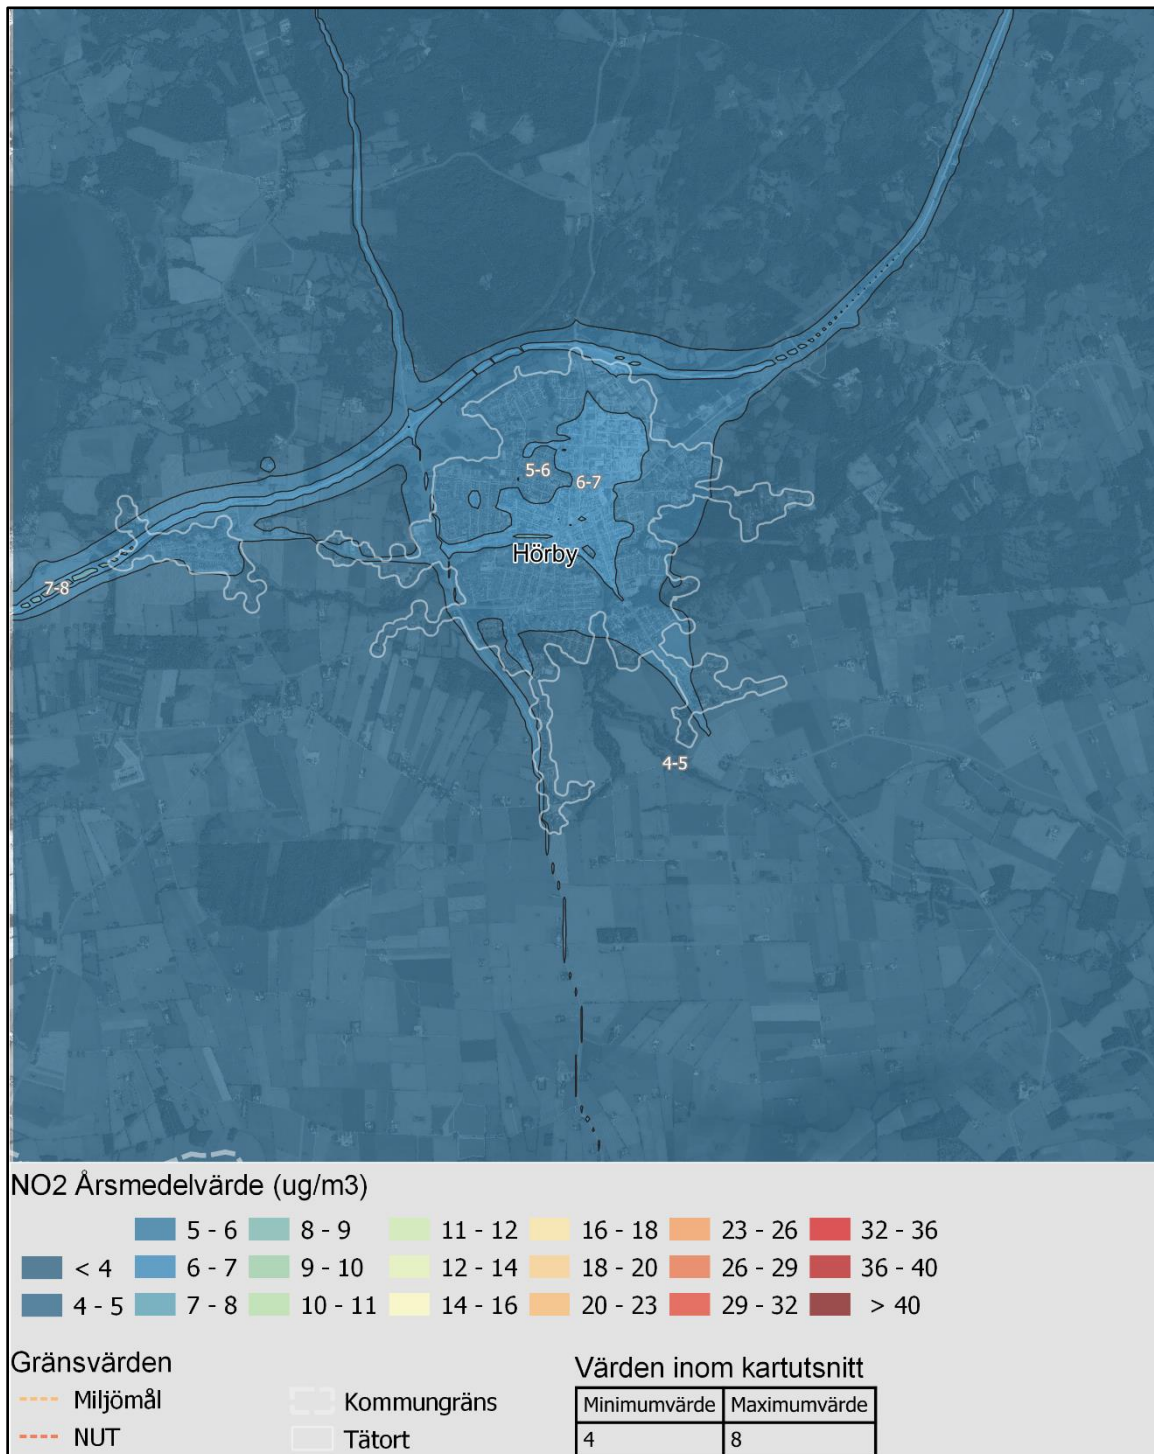 5-6
6-7
Hörby
7-8
4-5
NO2 Årsmedelvärde (ug/m3)
5 - 6
8 - 9
11 - 12
16 - 18
23 - 26
32 - 36
< 4
6 - 7
9 - 10
12 - 14
18 - 20
26 - 29
36 - 40
4 - 5
7 - 8
10 - 11
14 - 16
20 - 23
29 - 32
> 40
Gränsvärden
Miljömål
NUT
Kommungräns
Tätort
Värden inom kartutsnitt
Minimumvärde Maximumvärde
4 8